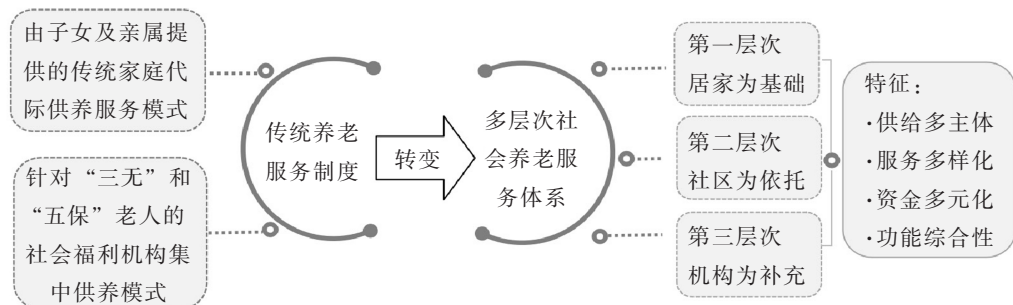 由子女及亲属提
供的传统家庭代
际供养服务模式
针对“三无”和
“五保”老人的
社会福利机构集
中供养模式
传统养老
服务制度
转变
多层次社
会养老服
务体系
第一层次
居家为基础
第二层次
社区为依托
第三层次
机构为补充
特征：
·供给多主体
·服务多样化
·资金多元化
·功能综合性